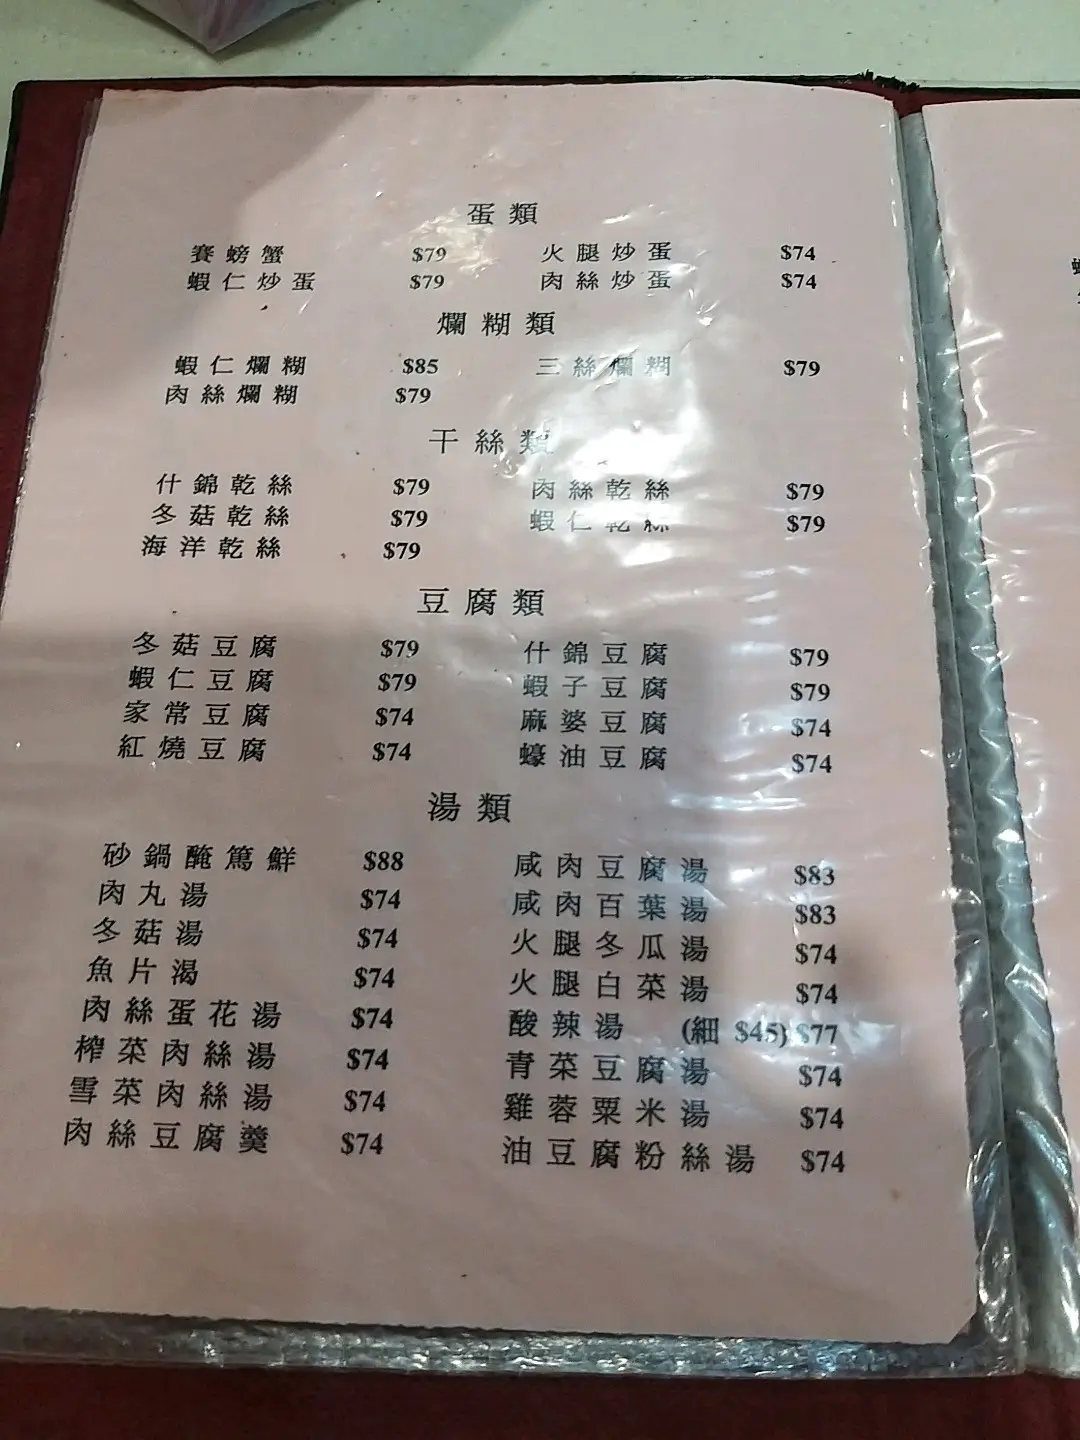 蛋類
賽螃蟹 $79 火腿炒蛋 $74
蝦仁炒蛋 $79 肉絲炒蛋 $74
爛糊類
蝦仁爛糊 $85 三絲爛糊 $79
肉絲爛糊 $79
干絲類
什錦乾絲 $79 肉絲乾絲 $79
冬菇乾絲 $79 蝦仁乾絲 $79
海洋乾絲 $79
豆腐類
冬菇豆腐 $79 什錦豆腐 $79
蝦仁豆腐 $79 蝦子豆腐 $79
家常豆腐 $74 麻婆豆腐 $74
紅燒豆腐 $74 蠔油豆腐 $74
湯類
砂鍋醃篤鮮 $88 咸肉豆腐湯 $83
肉丸湯 $74 咸肉百葉湯 $83
冬菇湯 $74 火腿冬瓜湯 $74
魚片渴 $74 火腿白菜湯 $74
肉絲蛋花湯 $74 酸辣湯 (細 $45) $77
榨菜肉絲湯 $74 青菜豆腐湯 $74
雪菜肉絲湯 $74 雞蓉粟米湯 $74
肉絲豆腐羹 $74 油豆腐粉絲湯 $74